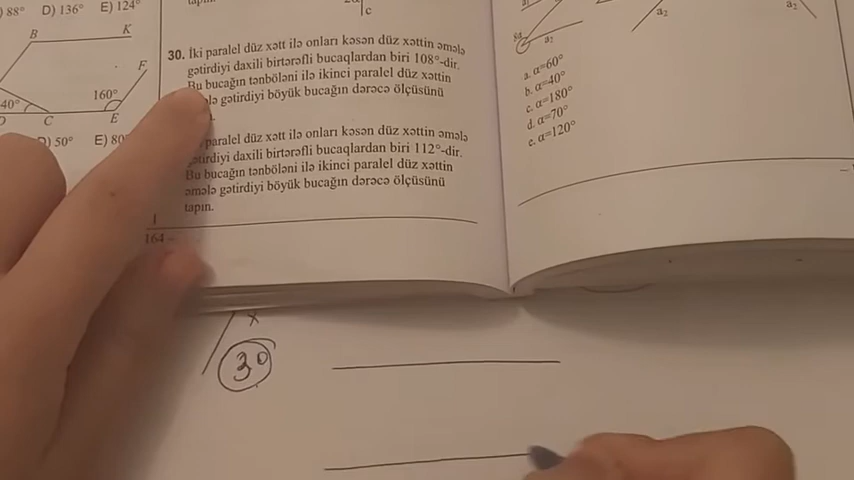 88° D) 136° E) 124°
B K
F
40° 160°
C E
50° E) 80
tapın.
c
30. İki paralel düz xətt ilə onları kəsən düz xəttin əmələ
gətirdiyi daxili birtərəfli bucaqlardan biri 108°-dir.
Bu bucağın tənböləni ilə ikinci paralel düz xəttin
gətirdiyi böyük bucağın dərəcə ölçüsünü
paralel düz xətt ilə onları kəsən düz xəttin əmələ
gətirdiyi daxili birtərəfli bucaqlardan biri 112°-dir.
Bu bucağın tənböləni ilə ikinci paralel düz xəttin
əmələ gətirdiyi böyük bucağın dərəcə ölçüsünü
tapın.
164
a₂
a₂
a₂
a. α=60°
b. α=40°
c. α=180°
d. α=70°
e. α=120°
x
30